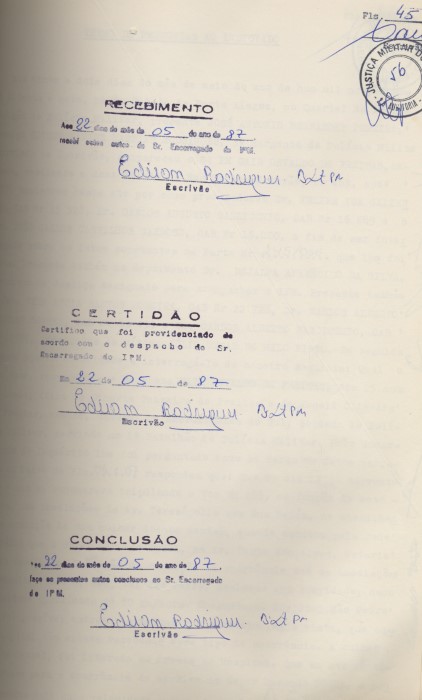 Fls. 45
JUSTIÇA MILITAR
56
AUDITORIA
RECEBIMENTO
Aos 22 dias do mês de 05 do ano de 87,
recebi estes autos do Sr. Encarregado do IPM.
Edison Rodrigues
Escrivão
CERTIDÃO
Certifico que foi providenciado de
acordo com o despacho do Sr.
Encarregado do IPM.
Em 22 de 05 de 87
Edison Rodrigues
Escrivão
CONCLUSÃO
Aos 22 dias do mês de 05 do ano de 87,
faço os presentes autos conclusos ao Sr. Encarregado
do IPM.
Edison Rodrigues
Escrivão